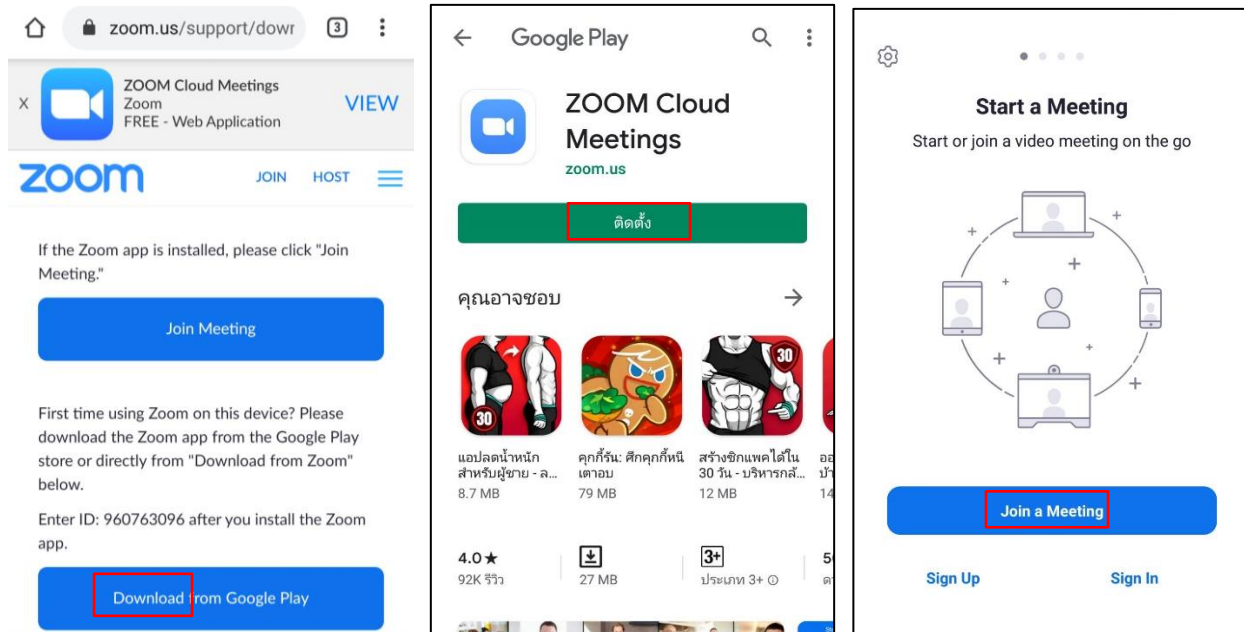 zoom.us/support/dowr
3
X
ZOOM Cloud Meetings
Zoom
FREE - Web Application
VIEW
zoom
JOIN
HOST
If the Zoom app is installed, please click "Join
Meeting."
Join Meeting
First time using Zoom on this device? Please
download the Zoom app from the Google Play
store or directly from "Download from Zoom"
below.
Enter ID: 960763096 after you install the Zoom
app.
Download from Google Play
Google Play
ZOOM Cloud
Meetings
zoom.us
ติดตั้ง
คุณอาจชอบ
30
30
แอปลดน้ำหนัก
สำหรับผู้ชาย - ล...
8.7 MB
คุกกี้รัน: ศึกคุกกี้หนี
เตาอบ
79 MB
สร้างซิกแพคได้ใน
30 วัน - บริหารกล้...
12 MB
14
4.0★
92K รีวิว
27 MB
3+
ประเภท 3+
Start a Meeting
Start or join a video meeting on the go
Join a Meeting
Sign Up
Sign In